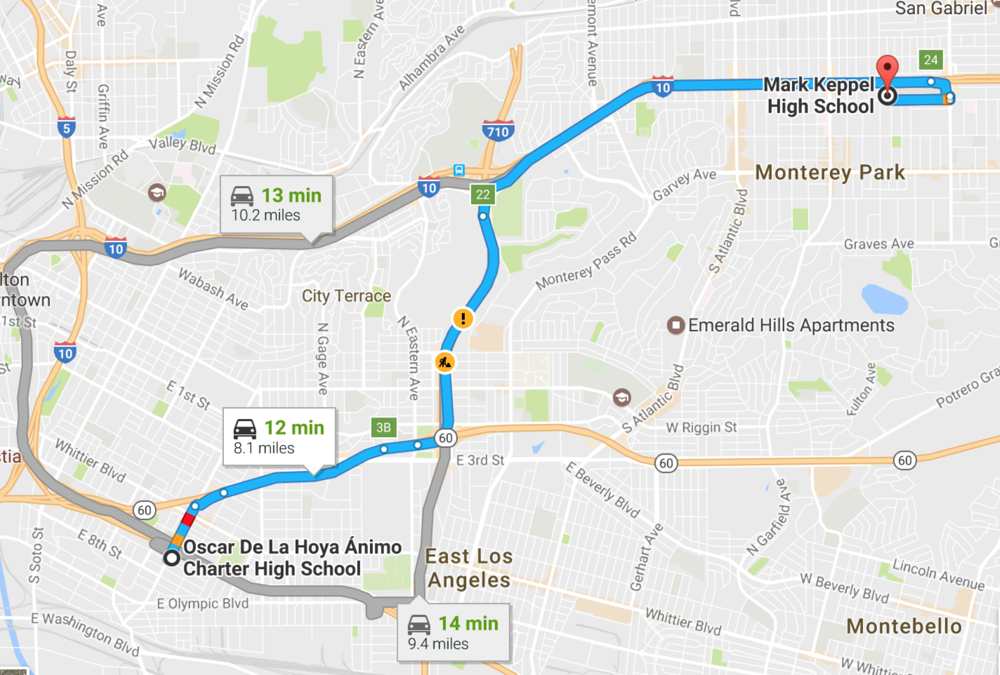 San Gabriel
24
10
Mark Keppel
High School
Daly St
Griffin Ave
N Mission Rd
N Eastern Ave
Alhambra Ave
5
710
Valley Blvd
N Mission Rd
10
22
Garvey Ave
Monterey Park
13 min
10.2 miles
10
S Atlantic Blvd
Graves Ave
Monterey Pass Rd
Wabash Ave
City Terrace
1st St
N Gage Ave
N Eastern Ave
Emerald Hills Apartments
10
E 1st St
S Atlantic Blvd
Fulton Ave
12 min
8.1 miles
3B
60
W Riggin St
Whittier Blvd
E 3rd St
60
60
E Beverly Blvd
N Garfield Ave
60
E 8th St
S Soto St
Oscar De La Hoya Ánimo
Charter High School
East Los
Angeles
Gerhart Ave
Lincoln Avenue
W Beverly Blvd
E Olympic Blvd
14 min
9.4 miles
Whittier Blvd
Montebello
E Washington Blvd